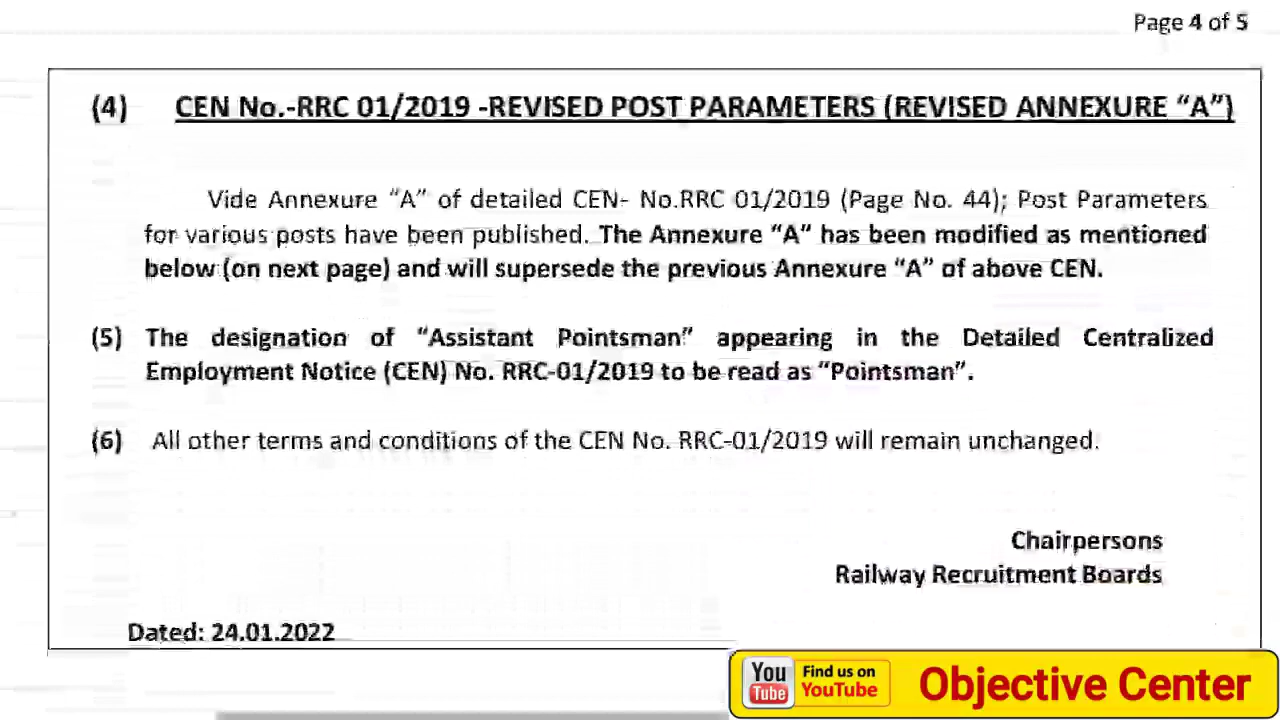 Page 4 of 5
(4) CEN No.-RRC 01/2019 -REVISED POST PARAMETERS (REVISED ANNEXURE “A”)
Vide Annexure “A” of detailed CEN- No.RRC 01/2019 (Page No. 44); Post Parameters
for various posts have been published. The Annexure “A” has been modified as mentioned
below (on next page) and will supersede the previous Annexure “A” of above CEN.
(5) The designation of “Assistant Pointsman” appearing in the Detailed Centralized
Employment Notice (CEN) No. RRC-01/2019 to be read as “Pointsman”.
(6) All other terms and conditions of the CEN No. RRC-01/2019 will remain unchanged.
Chairpersons
Railway Recruitment Boards
Dated: 24.01.2022
You
Tube
Find us on
YouTube
Objective Center